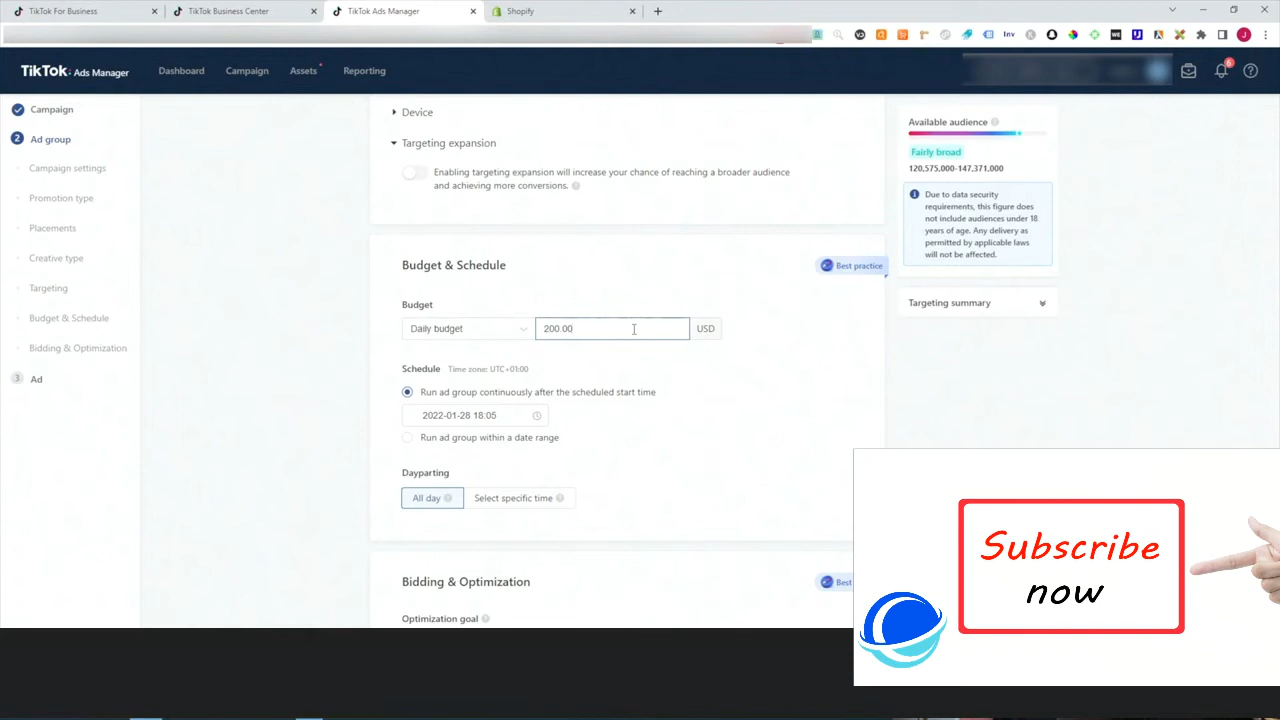 TikTok For Business
TikTok Business Center
TikTok Ads Manager
Shopify
Inv
WE
J
TikTok: Ads Manager
Dashboard
Campaign
Assets
Reporting
6
Campaign
2 Ad group
Campaign settings
Promotion type
Placements
Creative type
Targeting
Budget & Schedule
Bidding & Optimization
3 Ad
Device
Targeting expansion
Enabling targeting expansion will increase your chance of reaching a broader audience
and achieving more conversions.
Budget & Schedule
Best practice
Budget
Daily budget
200.00
USD
Schedule Time zone: UTC+01:00
Run ad group continuously after the scheduled start time
2022-01-28 18:05
Run ad group within a date range
Dayparting
All day
Select specific time
Bidding & Optimization
Best
Optimization goal
Available audience
Fairly broad
120,575,000-147,371,000
Due to data security
requirements, this figure does
not include audiences under 18
years of age. Any delivery as
permitted by applicable laws
will not be affected.
Targeting summary
Subscribe
now